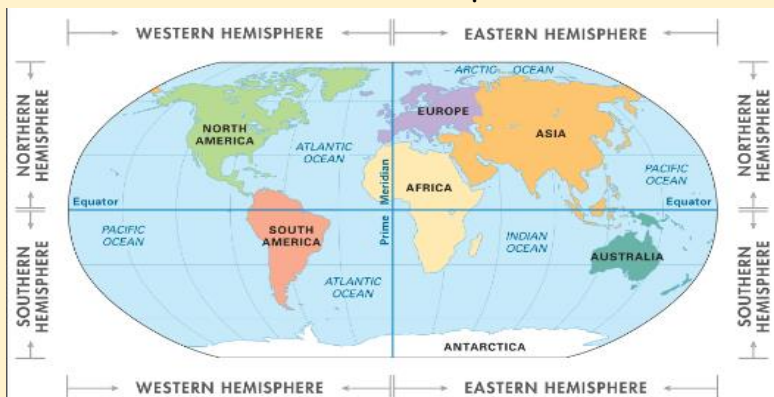 WESTERN HEMISPHERE
EASTERN HEMISPHERE
NORTHERN
HEMISPHERE
ARCTIC OCEAN
EUROPE
NORTH
AMERICA
ASIA
ATLANTIC
OCEAN
PACIFIC
OCEAN
AFRICA
Prime Meridian
Equator
Equator
NORTHERN
HEMISPHERE
SOUTHERN
HEMISPHERE
PACIFIC
OCEAN
SOUTH
AMERICA
INDIAN
OCEAN
AUSTRALIA
ATLANTIC
OCEAN
ANTARCTICA
SOUTHERN
HEMISPHERE
WESTERN HEMISPHERE
EASTERN HEMISPHERE